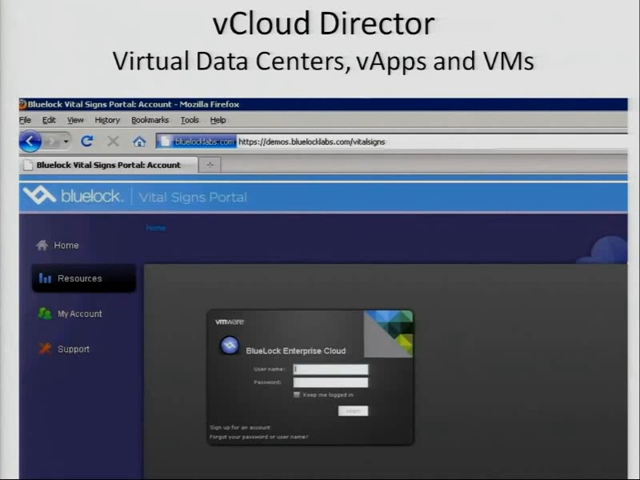 vCloud Director
Virtual Data Centers, vApps and VMs
Bluelock Vital Signs Portal: Account - Mozilla Firefox
File Edit View History Bookmarks Tools Help
bluelocklabs.com https://demos.bluelocklabs.com/vitalsigns
Bluelock Vital Signs Portal: Account
bluelock. Vital Signs Portal
Home
Home
Resources
My Account
Support
vmware
BlueLock Enterprise Cloud
User name:
Password:
Keep me logged in
Login
Sign up for an account
Forgot your password or user name?